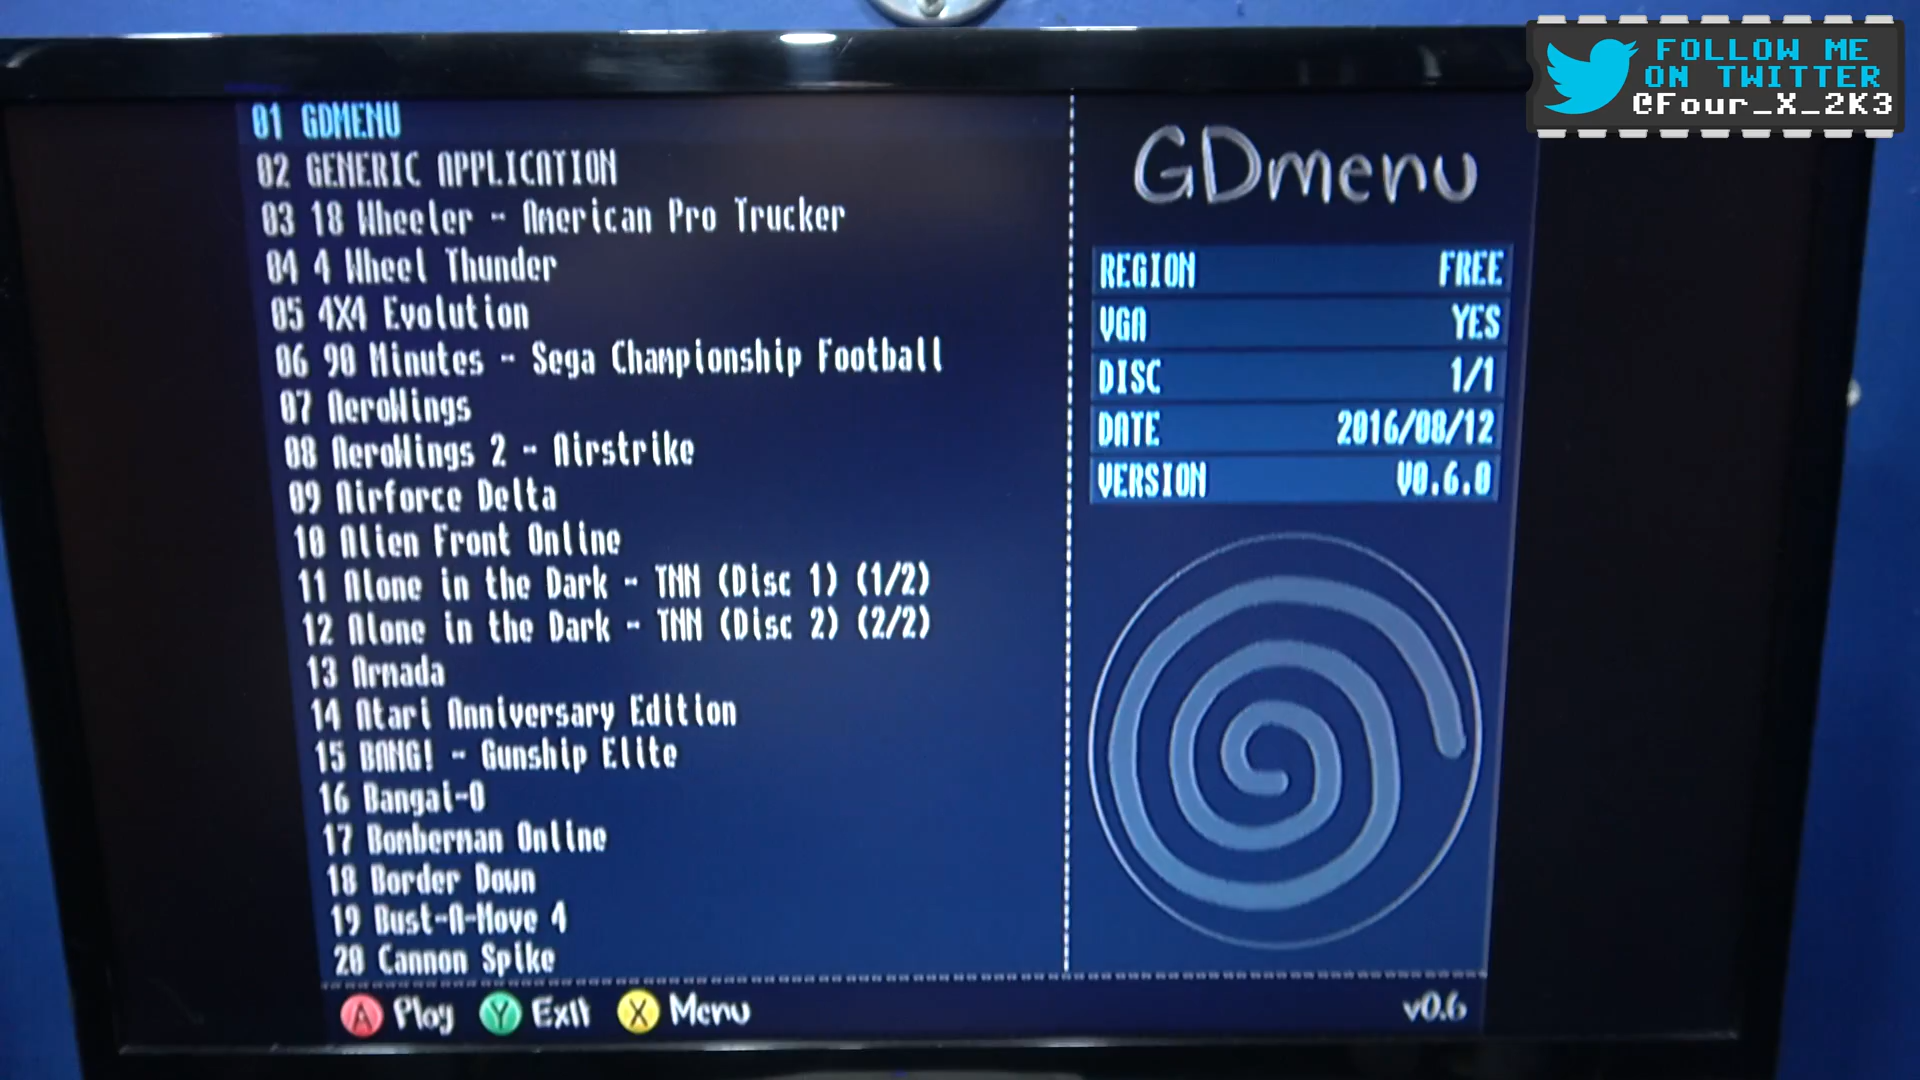 FOLLOW ME
ON TWITTER
@Four_X_2K3
01 GDMENU
02 GENERIC APPLICATION
03 18 Wheeler - American Pro Trucker
04 4 Wheel Thunder
05 4X4 Evolution
06 90 Minutes - Sega Championship Football
07 AeroWings
08 AeroWings 2 - Airstrike
09 Airforce Delta
10 Alien Front Online
11 Alone in the Dark - TNN (Disc 1) (1/2)
12 Alone in the Dark - TNN (Disc 2) (2/2)
13 Armada
14 Atari Anniversary Edition
15 BANG! - Gunship Elite
16 Bangai-O
17 Bomberman Online
18 Border Down
19 Bust-A-Move 4
20 Cannon Spike
GDmenu
REGION FREE
VGA YES
DISC 1/1
DATE 2016/08/12
VERSION V0.6.0
A Play Y Exit X Menu
v0.6